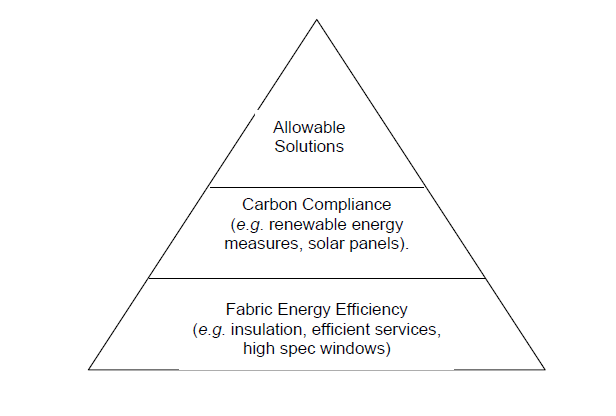 Allowable
Solutions
Carbon Compliance
(e.g. renewable energy
measures, solar panels).
Fabric Energy Efficiency
(e.g. insulation, efficient services,
high spec windows)